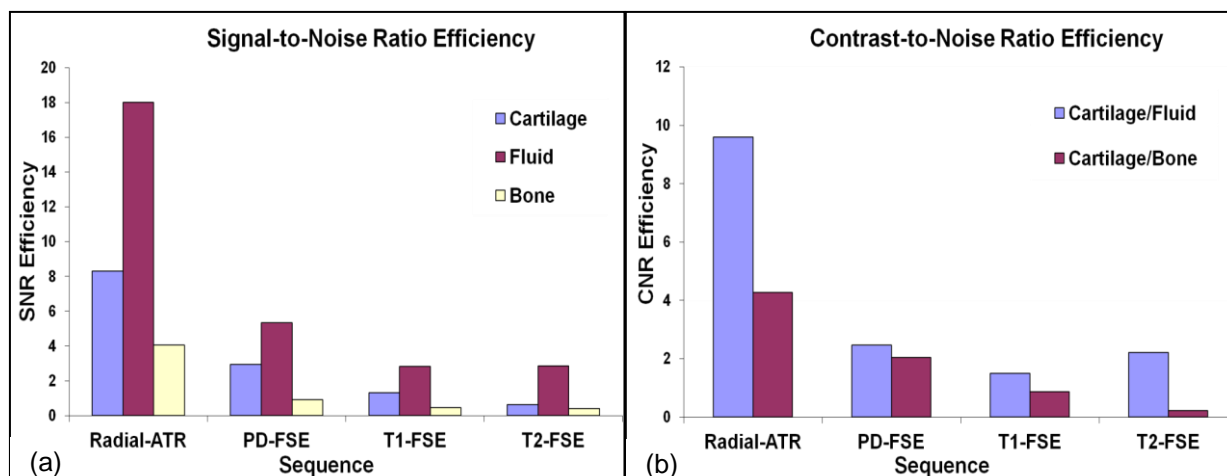 Signal-to-Noise Ratio Efficiency
SNR Efficiency
20
18
16
14
12
10
8
6
4
2
0
Cartilage
Fluid
Bone
Radial-ATR PD-FSE T1-FSE T2-FSE
Sequence
(a)
Contrast-to-Noise Ratio Efficiency
CNR Efficiency
12
10
8
6
4
2
0
Cartilage/Fluid
Cartilage/Bone
Radial-ATR PD-FSE T1-FSE T2-FSE
Sequence
(b)